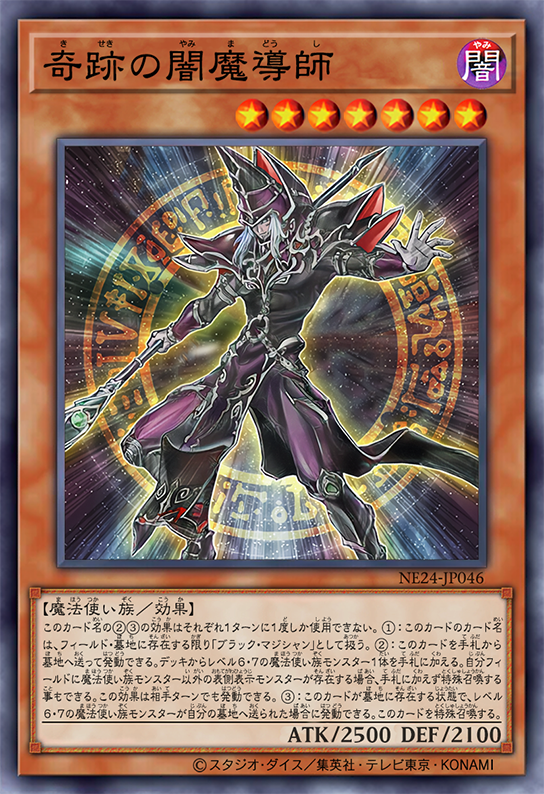 奇跡の闇魔導師
闇
NE24-JP046
【魔法使い族／効果】
このカード名の②③の効果はそれぞれ1ターンに1度しか使用できない。①：このカードのカード名
は、フィールド・墓地に存在する限り「ブラック・マジシャン」として扱う。②：このカードを手札から
墓地へ送って発動できる。デッキからレベル6・7の魔法使い族モンスター1体を手札に加える。自分フィ
ールドに魔法使い族モンスター以外の表側表示モンスターが存在する場合、手札に加えず特殊召喚する
事もできる。この効果は相手ターンでも発動できる。③：このカードが墓地に存在する状態で、レベル
6・7の魔法使い族モンスターが自分の墓地へ送られた場合に発動できる。このカードを特殊召喚する。
ATK/2500 DEF/2100
©スタジオ・ダイス／集英社・テレビ東京・KONAMI